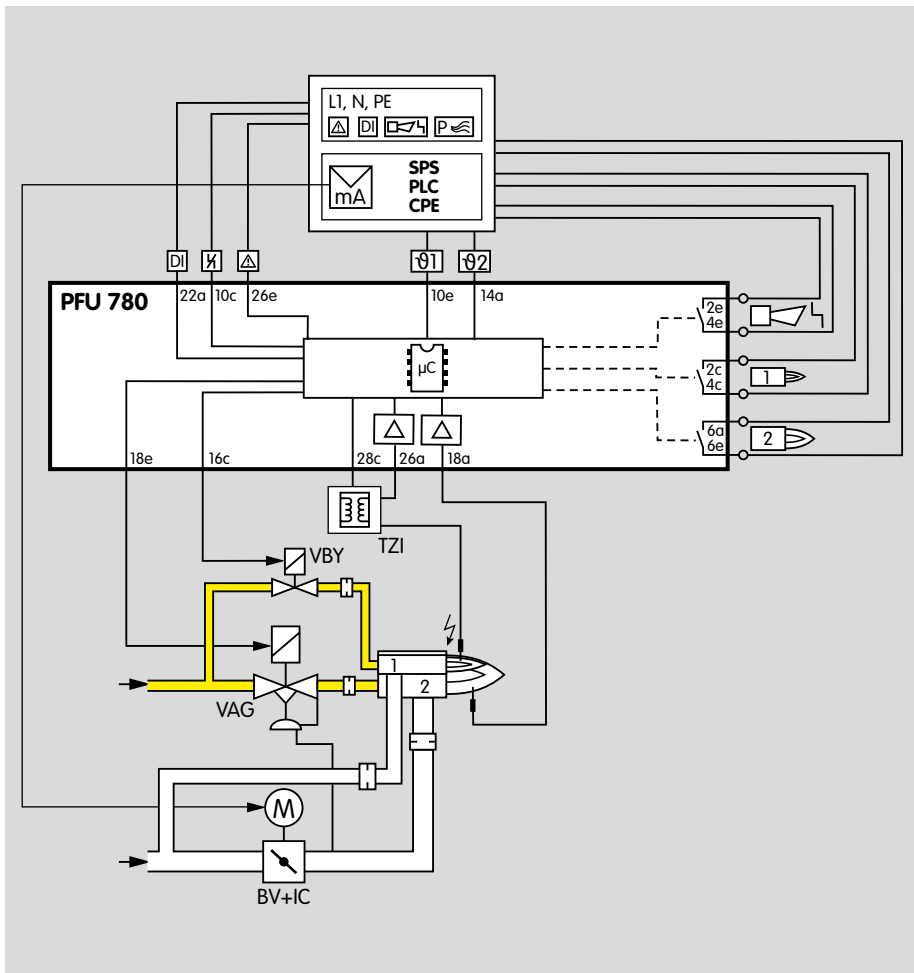 L1, N, PE
DI
P
mA
SPS
PLC
CPE
DI
ϑ1
ϑ2
PFU 780
22a
10c
26e
10e
14a
2e
4e
µC
2c
4c
1
6a
6e
2
18e
16c
28c
26a
18a
TZI
VBY
1
2
VAG
M
BV+IC